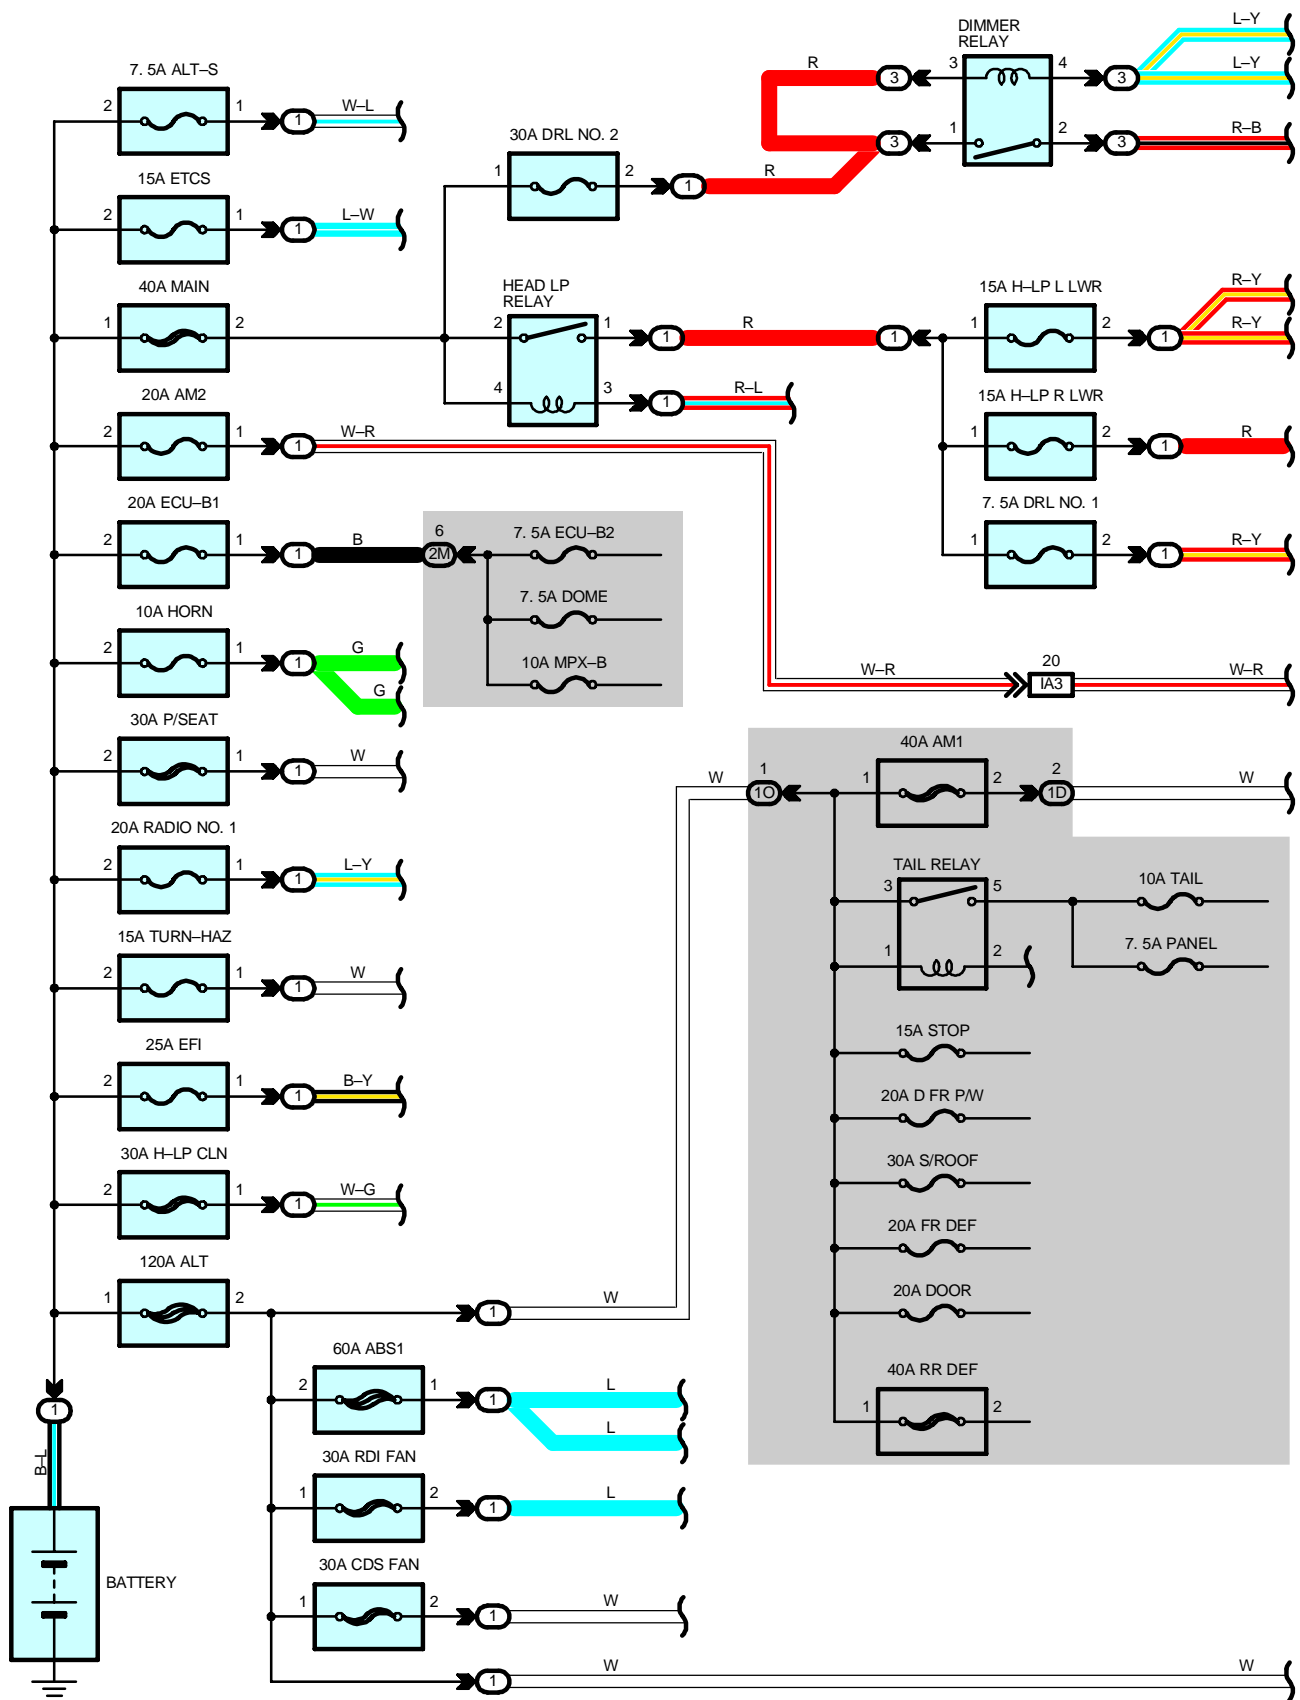 DIMMER
RELAY
L–Y
3 4
R 3 3 L–Y
7. 5A ALT–S
2 1 W–L
1
30A DRL NO. 2
1 2
3 3 R–B
1 2
1 R
15A ETCS
2 1 L–W
1
40A MAIN
1 2
HEAD LP
RELAY
2 1
1 R 1
4 3 R–L
1
15A H–LP L LWR
1 2
1 R–Y
R–Y
20A AM2
2 1 W–R
1
15A H–LP R LWR
1 2
1 R
20A ECU–B1
2 1 B
1
6
2M
7. 5A ECU–B2
7. 5A DOME
10A MPX–B
7. 5A DRL NO. 1
1 2
1 R–Y
10A HORN
2 1
1 G
G
W–R
20
IA3
W–R
30A P/SEAT
2 1
1 W
40A AM1
W 1
1O
1 2
2
1D
W
20A RADIO NO. 1
2 1
1 L–Y
TAIL RELAY
3 5
1 2
10A TAIL
7. 5A PANEL
15A TURN–HAZ
2 1
1 W
15A STOP
25A EFI
2 1
1 B–Y
20A D FR P/W
30A H–LP CLN
2 1
1 W–G
30A S/ROOF
20A FR DEF
120A ALT
1 2
1 W
20A DOOR
60A ABS1
2 1
1 L
L
40A RR DEF
1 2
1
B–L
30A RDI FAN
1 2
1 L
BATTERY
30A CDS FAN
1 2
1 W
1 W W